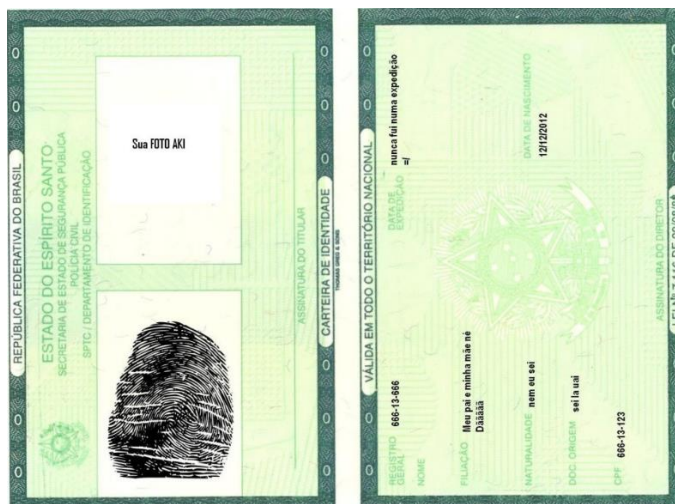 REPÚBLICA FEDERATIVA DO BRASIL
ESTADO DO ESPÍRITO SANTO
SECRETARIA DE ESTADO DE SEGURANÇA PÚBLICA
POLÍCIA CIVIL
SPTC / DEPARTAMENTO DE IDENTIFICAÇÃO
Sua FOTO AKI
ASSINATURA DO TITULAR
CARTEIRA DE IDENTIDADE
VÁLIDA EM TODO O TERRITÓRIO NACIONAL
REGISTRO GERAL 666-13-666
DATA DE EXPEDIÇÃO nunca fui numa expedição
=/
NOME
FILIAÇÃO Meu pai e minha mãe né
Dããããã
NATURALIDADE nem eu sei
DATA DE NASCIMENTO
12/12/2012
DOC. ORIGEM sei la uai
CPF 666-13-123
ASSINATURA DO DIRETOR